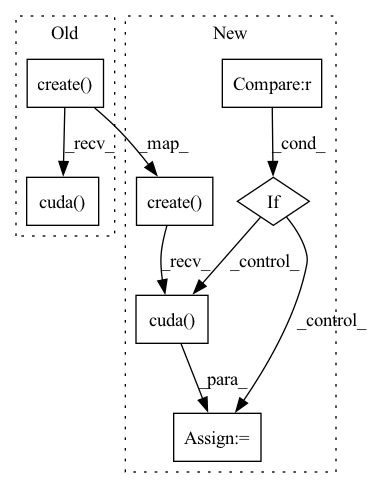 Old
New
create()
Compare:r
_recv_
_map_
_cond_
cuda()
create()
If
_recv_
_control_
cuda()
_control_
_para_
Assign:=